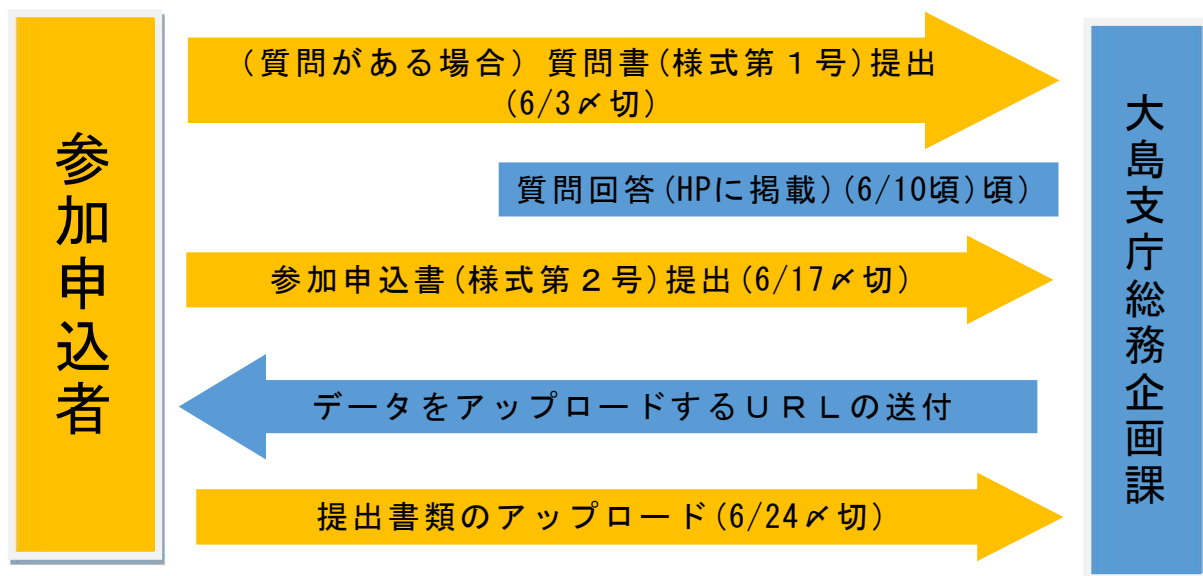 参加申込者
（質問がある場合）質問書(様式第１号)提出
(6/3〆切)
質問回答(HPに掲載)(6/10頃)頃)
参加申込書(様式第２号)提出(6/17〆切)
データをアップロードするＵＲＬの送付
提出書類のアップロード(6/24〆切)
大島支庁総務企画課